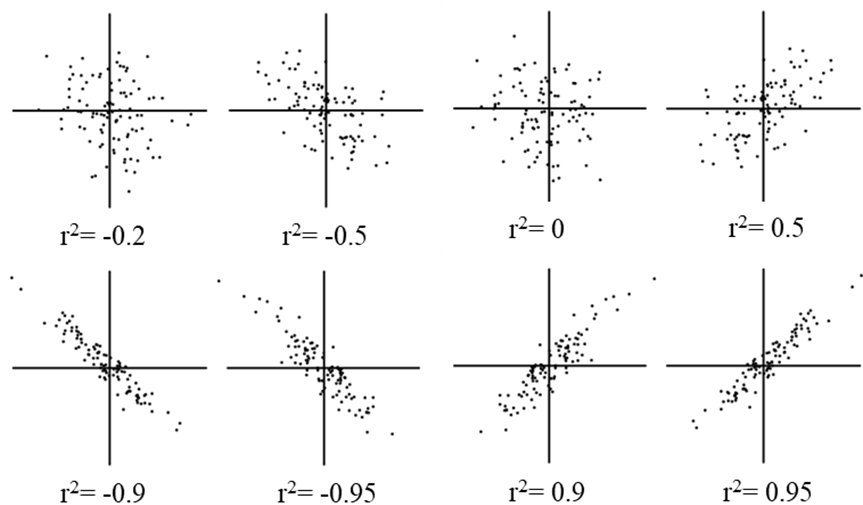 r²= -0.2
r²= -0.5
r²= 0
r²= 0.5
r²= -0.9
r²= -0.95
r²= 0.9
r²= 0.95